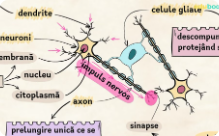 dendrite
celule gliale
neuroni
descompun
protejând s
membrană
nucleu
impuls nervos
citoplasmă
axon
prelungire unică ce se
sinapse